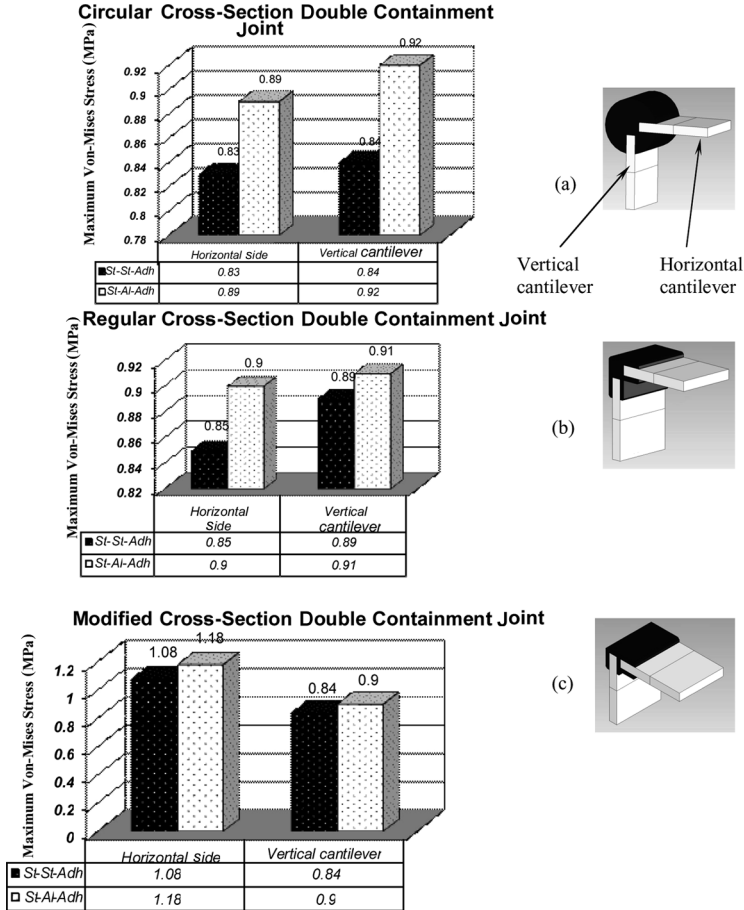 Circular Cross-Section Double Containment
Joint
Maximum Von-Mises Stress (MPa)
0.92
0.9
0.88
0.86
0.84
0.82
0.8
0.78
0.83
0.89
0.84
0.92
Horizontal side
Vertical cantilever
St-St-Adh
0.83
0.84
St-Al-Adh
0.89
0.92
(a)
Vertical
cantilever
Horizontal
cantilever
Regular Cross-Section Double Containment Joint
Maximum Von-Mises Stress (MPa)
0.92
0.9
0.88
0.86
0.84
0.82
0.85
0.9
0.89
0.91
Horizontal
side
Vertical
cantilever
St-St-Adh
0.85
0.89
St-Al-Adh
0.9
0.91
(b)
Modified Cross-Section Double Containment Joint
Maximum Von-Mises Stress (MPa)
1.2
1
0.8
0.6
0.4
0.2
0
1.08
1.18
0.84
0.9
Horizontal side
Vertical cantilever
St-St-Adh
1.08
0.84
St-Al-Adh
1.18
0.9
(c)